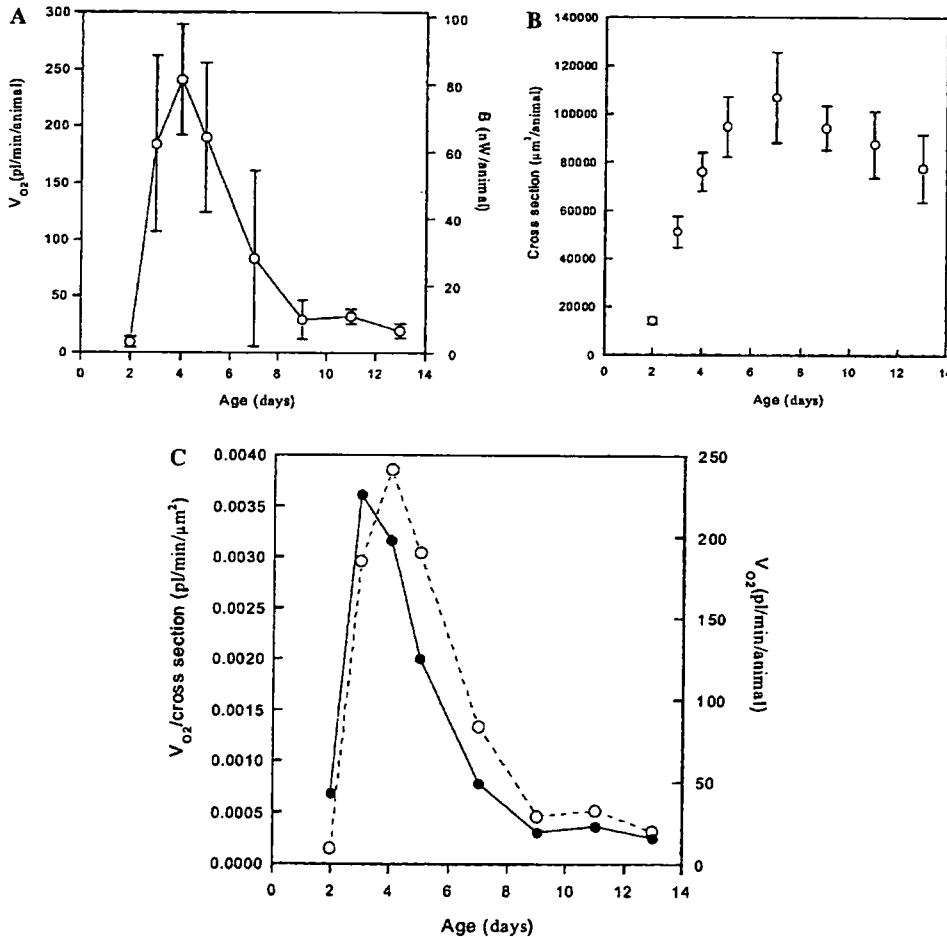 A
300
250
200
150
100
50
0
V_O2(pl/min/animal)
100
80
60
40
20
0
B (nW/animal)
0 2 4 6 8 10 12 14
Age (days)
B
140000
120000
100000
80000
60000
40000
20000
0
Cross section (μm²/animal)
0 2 4 6 8 10 12 14
Age (days)
C
0.0040
0.0035
0.0030
0.0025
0.0020
0.0015
0.0010
0.0005
0.0000
V_O2/cross section (pl/min/μm²)
250
200
150
100
50
0
V_O2(pl/min/animal)
0 2 4 6 8 10 12 14
Age (days)